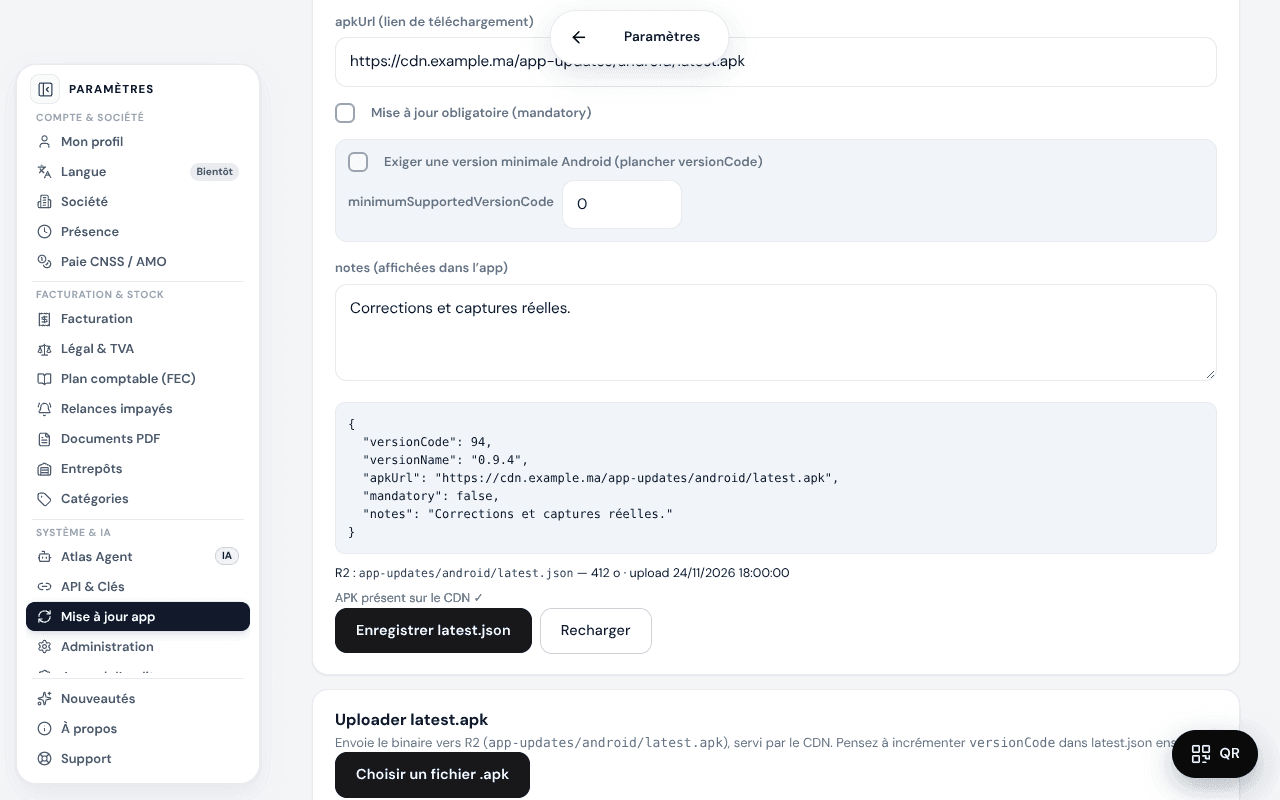 PARAMÈTRES
COMPTE & SOCIÉTÉ
Mon profil
Langue
Bientôt
Société
Présence
Paie CNSS / AMO
FACTURATION & STOCK
Facturation
Légal & TVA
Plan comptable (FEC)
Relances impayés
Documents PDF
Entrepôts
Catégories
SYSTÈME & IA
Atlas Agent
IA
API & Clés
Mise à jour app
Administration
Nouveautés
À propos
Support
Paramètres
apkUrl (lien de téléchargement)
https://cdn.example.ma/app-updates/android/latest.apk
Mise à jour obligatoire (mandatory)
Exiger une version minimale Android (plancher versionCode)
minimumSupportedVersionCode
0
notes (affichées dans l’app)
Corrections et captures réelles.
{
"versionCode": 94,
"versionName": "0.9.4",
"apkUrl": "https://cdn.example.ma/app-updates/android/latest.apk",
"mandatory": false,
"notes": "Corrections et captures réelles."
}
R2 : app-updates/android/latest.json — 412 o · upload 24/11/2026 18:00:00
APK présent sur le CDN ✓
Enregistrer latest.json
Recharger
Uploader latest.apk
Envoie le binaire vers R2 (app-updates/android/latest.apk), servi par le CDN. Pensez à incrémenter versionCode dans latest.json
Choisir un fichier .apk
QR